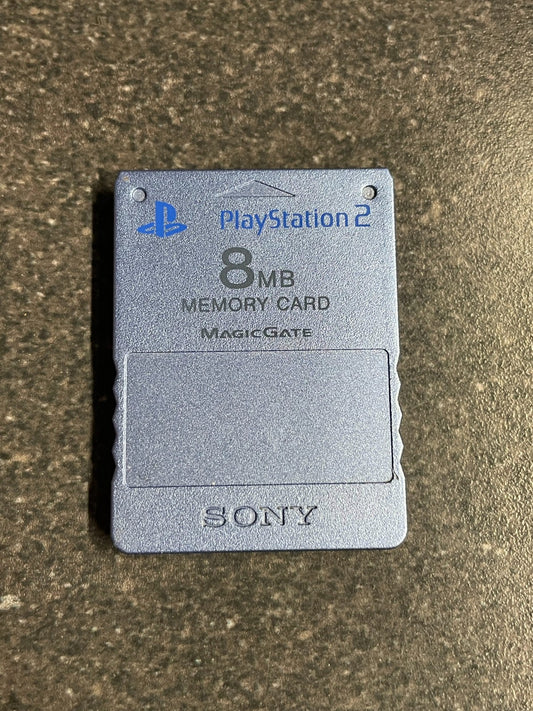 PlayStation 2
8MB
MEMORY CARD
MAGICGATE
SONY